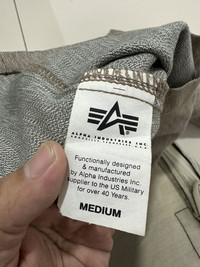 ALPHA INDUSTRIES INC.
Functionally designed
& manufactured
by Alpha Industries Inc.
supplier to the US Military
for over 40 Years.
MEDIUM